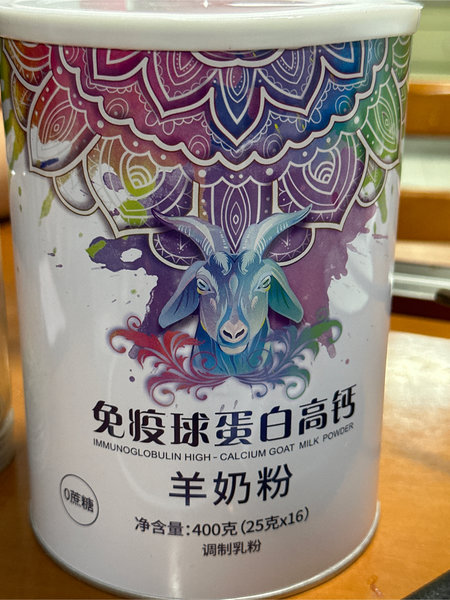 免疫球蛋白高钙
IMMUNOGLOBULIN HIGH-CALCIUM GOAT MILK POWDER
羊奶粉
0蔗糖
净含量:400克(25克x16)
调制乳粉